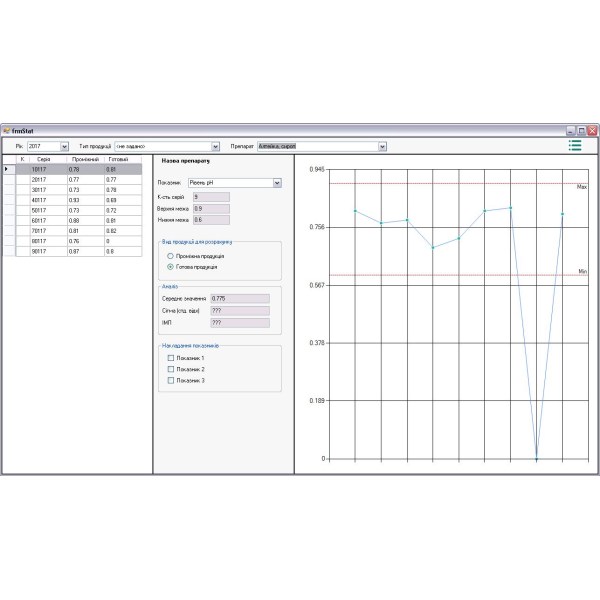 frmStat
Рік 2017 Тип продукції <не задано> Препарат Алтейка, сироп
К Серія Проміжний Готовий
10117 0.78 0.81
20117 0.77 0.77
30117 0.73 0.78
40117 0.93 0.69
50117 0.73 0.72
60117 0.88 0.81
70117 0.81 0.82
80117 0.76 0
90117 0.87 0.8
Назва препарату
Показник Рівень pH
К-сть серій 9
Верхня межа 0.9
Нижня межа 0.6
Вид продукції для розрахунку
Проміжна продукція
Готова продукція
Аналіз
Середнє значення 0.775
Сігма (стд. відх) ???
ІМП ???
Накладання показників
Показник 1
Показник 2
Показник 3
0.945
Max
0.756
Min
0.567
0.378
0.189
0